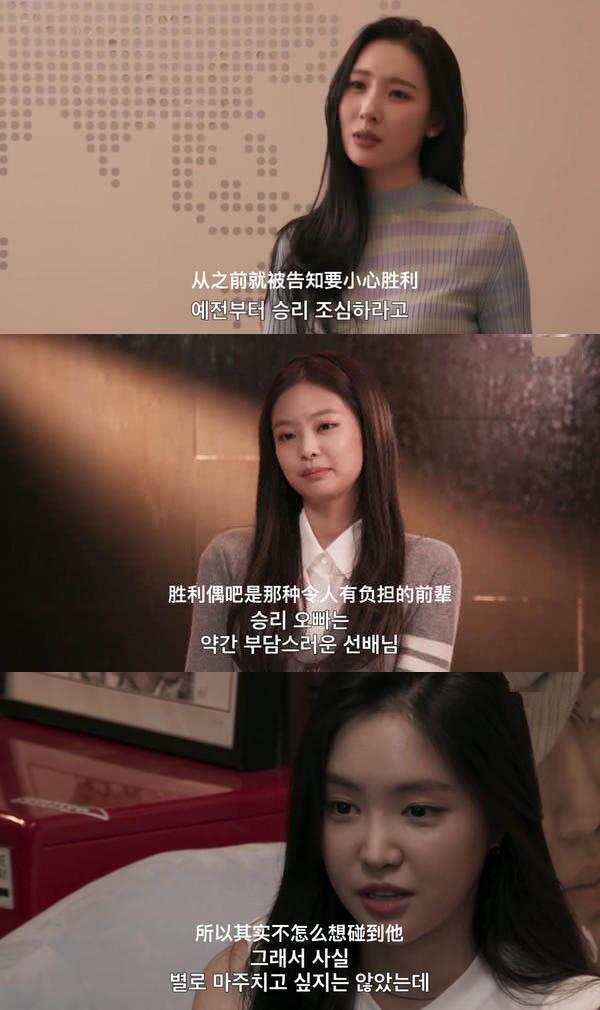 从之前就被告知要小心胜利
예전부터 승리 조심하라고
胜利偶吧是那种令人有负担的前辈
승리 오빠는
약간 부담스러운 선배님
所以其实不怎么想碰到他
그래서 사실
별로 마주치고 싶지는 않았는데